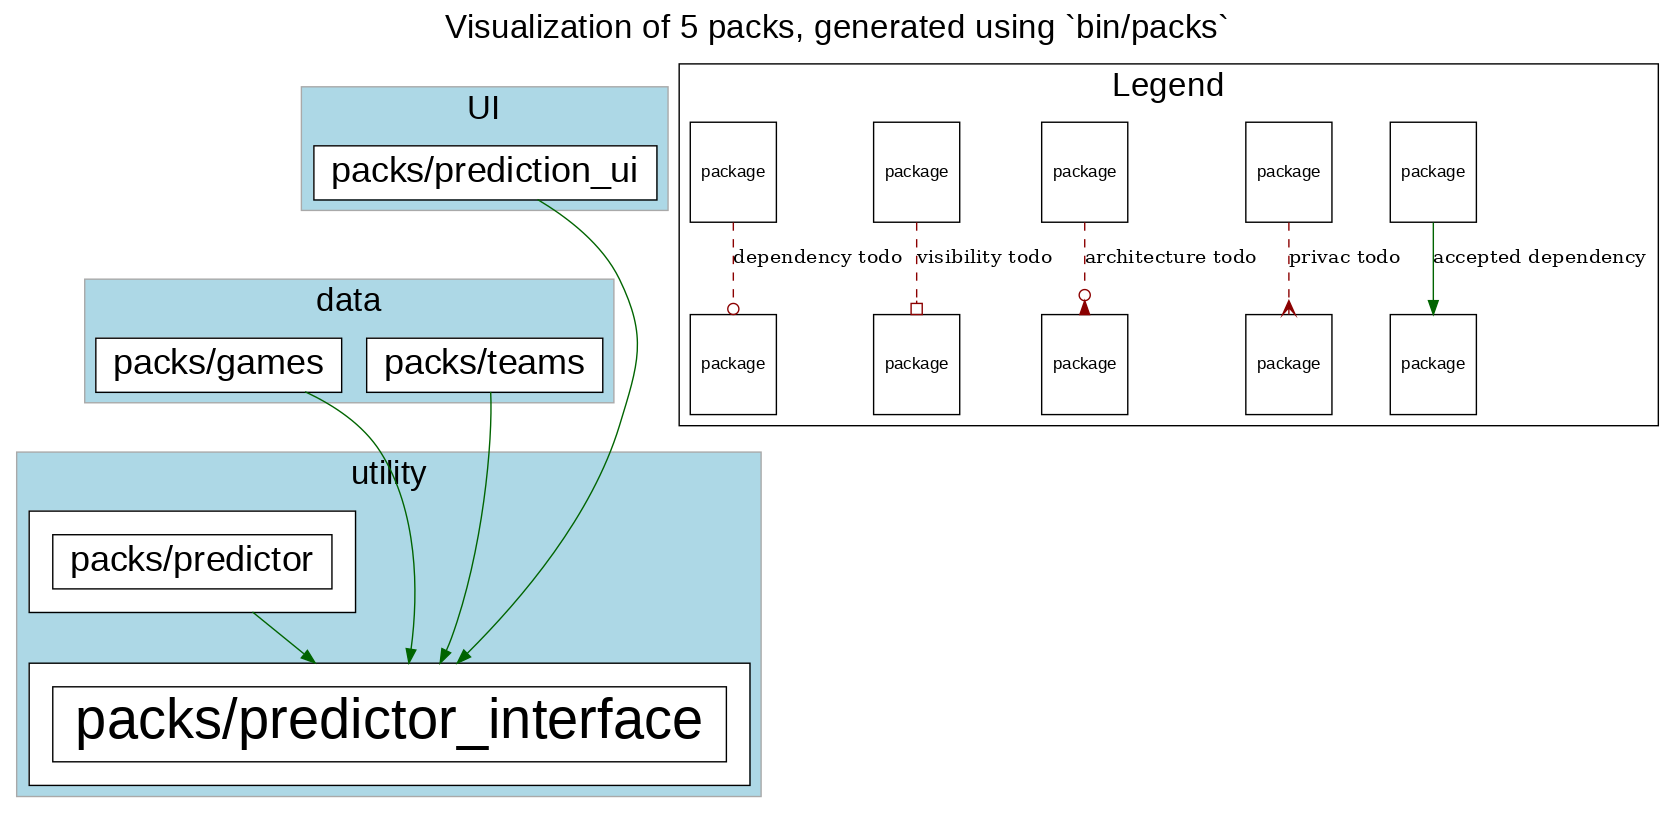 Visualization of 5 packs, generated using `bin/packs`
UI
packs/prediction_ui
data
packs/games
packs/teams
utility
packs/predictor
packs/predictor_interface
Legend
package
package
package
package
package
dependency todo
visibility todo
architecture todo
privac todo
accepted dependency
package
package
package
package
package